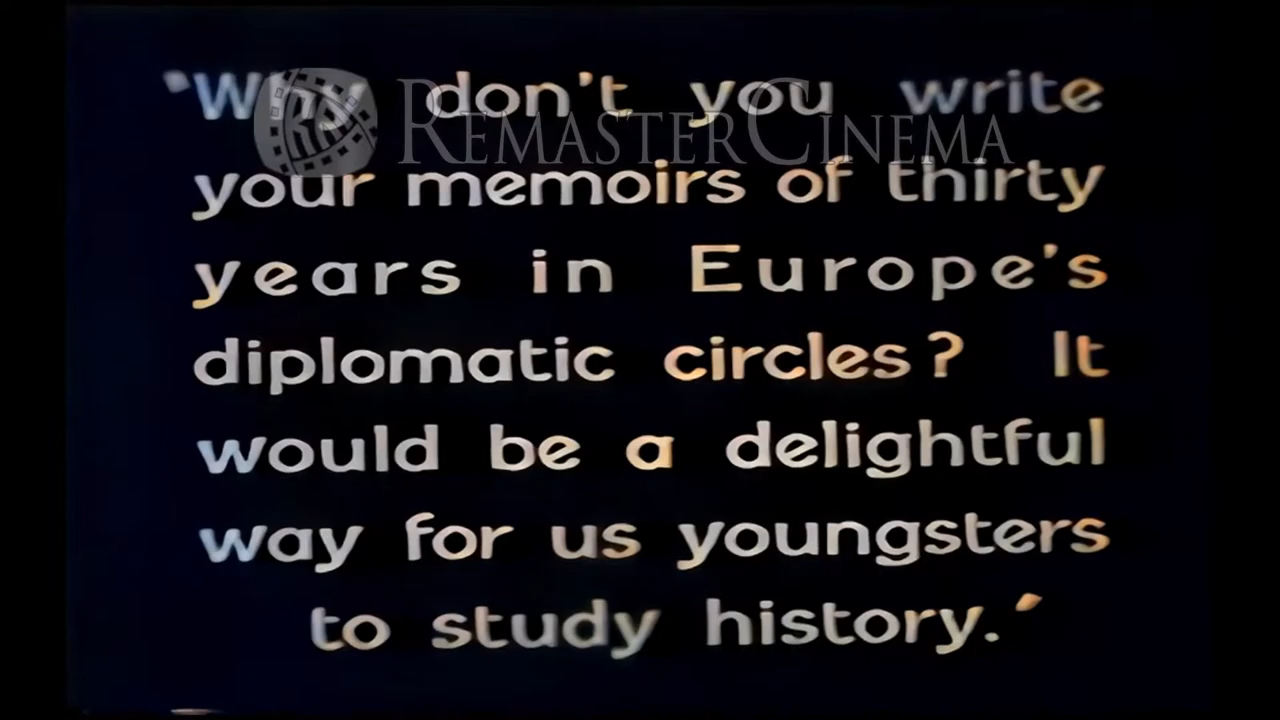 "Why don't you write
REMASTERCINEMA
your memoirs of thirty
years in Europe's
diplomatic circles? It
would be a delightful
way for us youngsters
to study history."